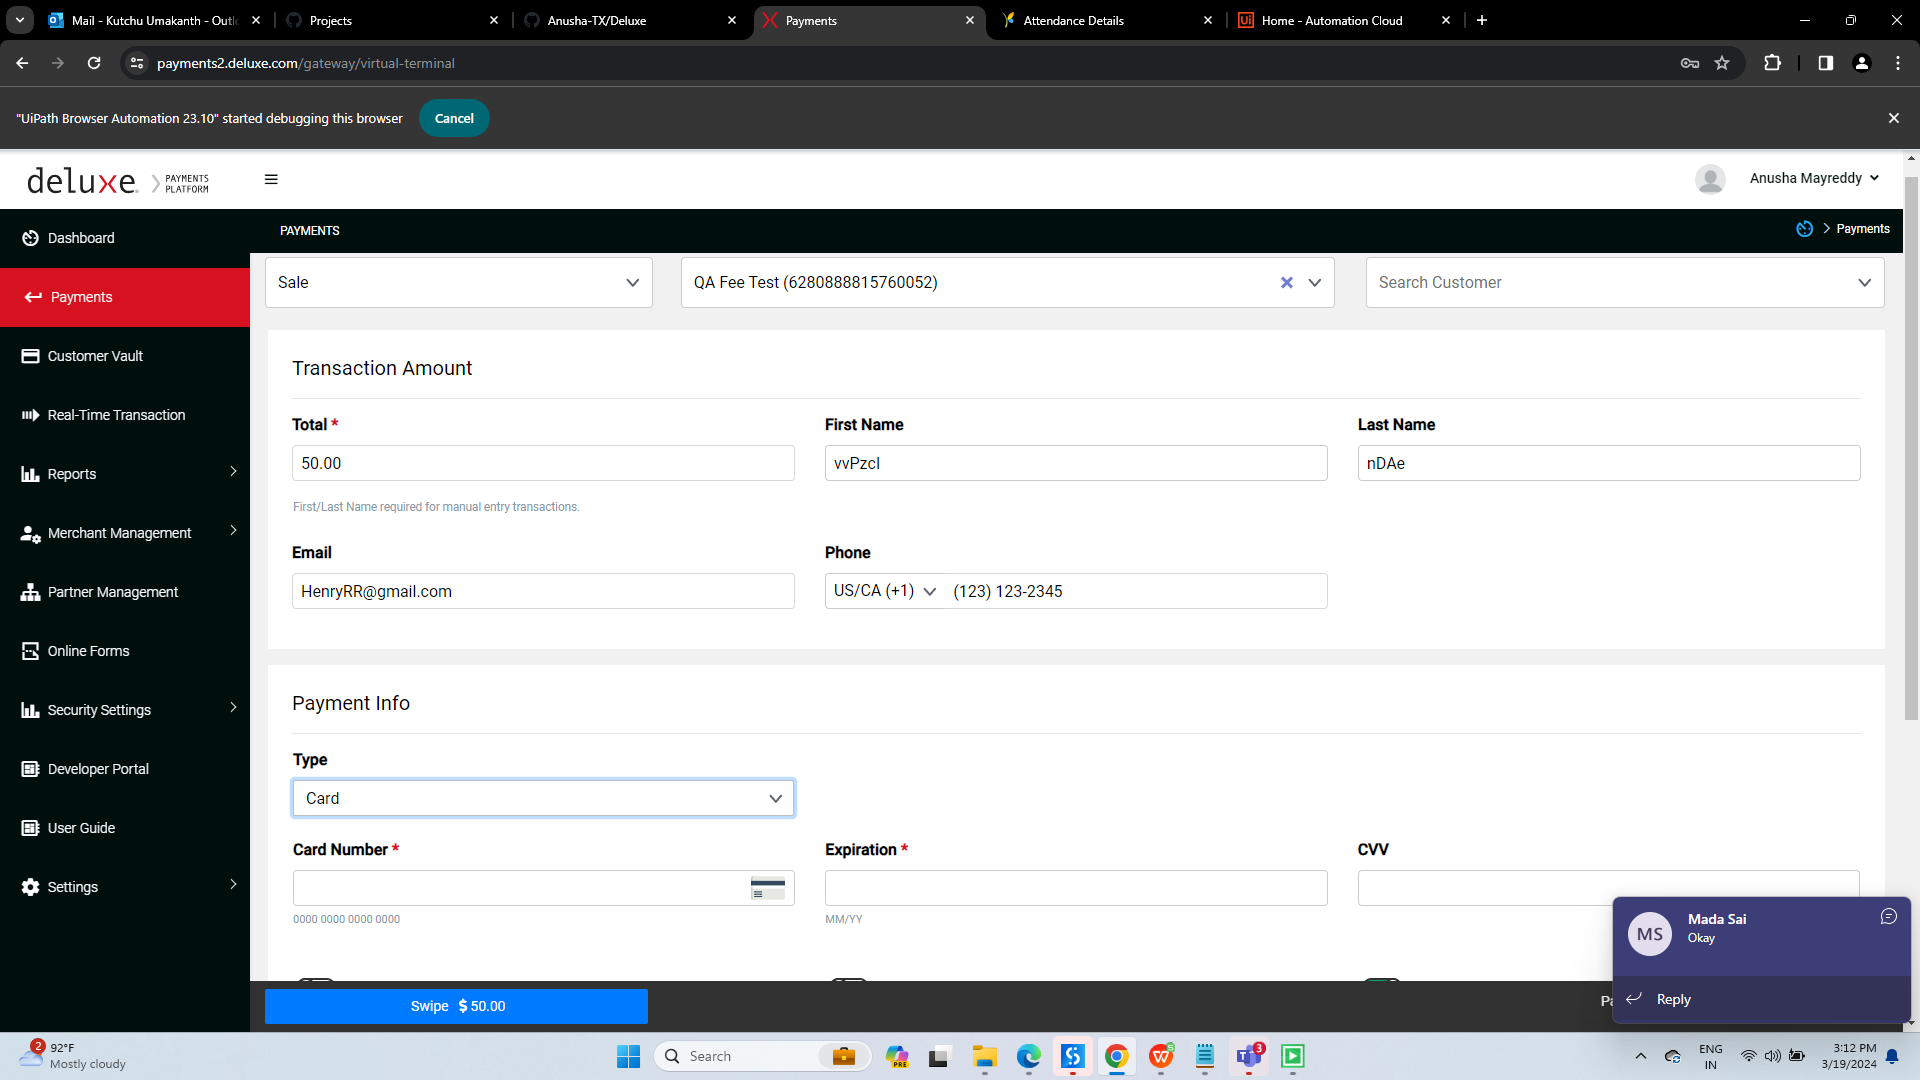 Mail - Kutchu Umakanth - Outl
Projects
Anusha-TX/Deluxe
Payments
Attendance Details
Home - Automation Cloud
payments2.deluxe.com/gateway/virtual-terminal
"UiPath Browser Automation 23.10" started debugging this browser
Cancel
deluxe.
PAYMENTS
PLATFORM
Anusha Mayreddy
Dashboard
PAYMENTS
Payments
Payments
Sale
QA Fee Test (6280888815760052)
Search Customer
Customer Vault
Real-Time Transaction
Reports
Merchant Management
Partner Management
Online Forms
Security Settings
Developer Portal
User Guide
Settings
Transaction Amount
Total *
First Name
Last Name
50.00
vvPzcI
nDAe
First/Last Name required for manual entry transactions.
Email
Phone
HenryRR@gmail.com
US/CA (+1)
(123) 123-2345
Payment Info
Type
Card
Card Number *
Expiration *
CVV
0000 0000 0000 0000
MM/YY
Swipe $ 50.00
MS
Mada Sai
Okay
Reply
2
92°F
Mostly cloudy
Search
PRE
5
3
ENG
IN
3:12 PM
3/19/2024